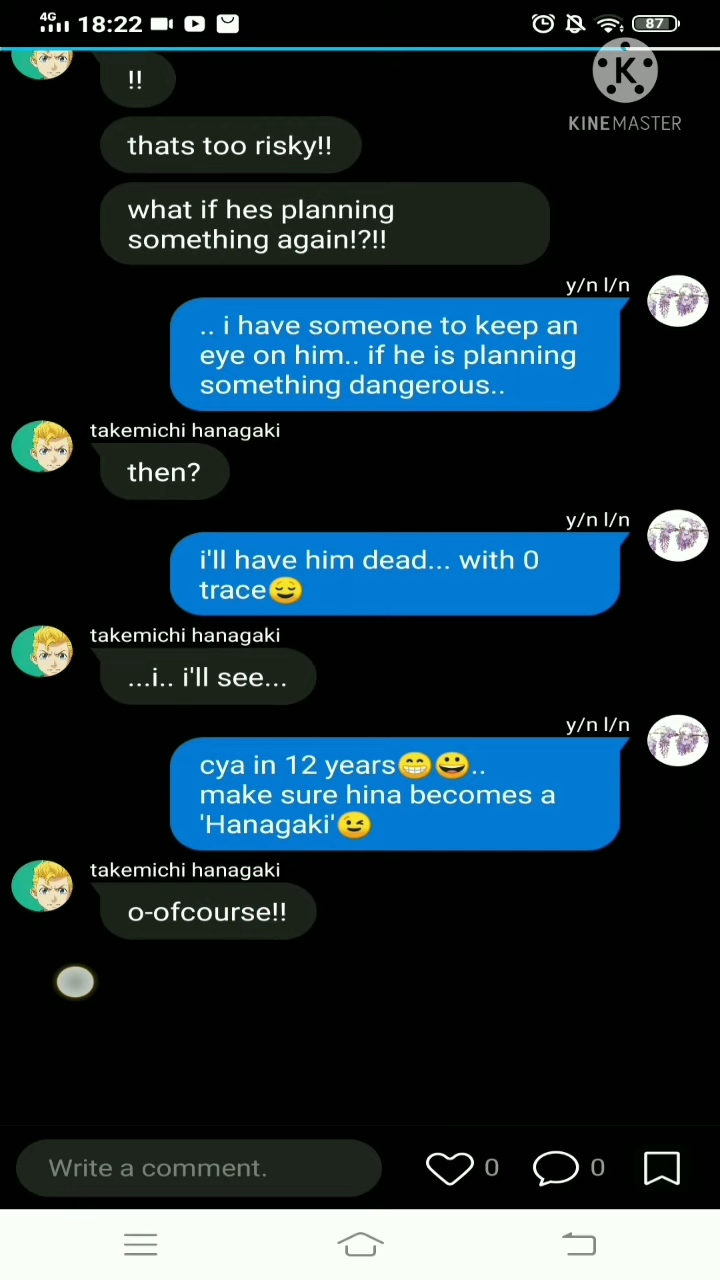 4G 18:22 87
K
KINEMASTER
!!
thats too risky!!
what if hes planning
something again!?!!
y/n l/n
.. i have someone to keep an
eye on him.. if he is planning
something dangerous..
takemichi hanagaki
then?
y/n l/n
i'll have him dead... with 0
trace😌
takemichi hanagaki
...i.. i'll see...
y/n l/n
cya in 12 years😁😀..
make sure hina becomes a
'Hanagaki'😉
takemichi hanagaki
o-ofcourse!!
Write a comment. 0 0